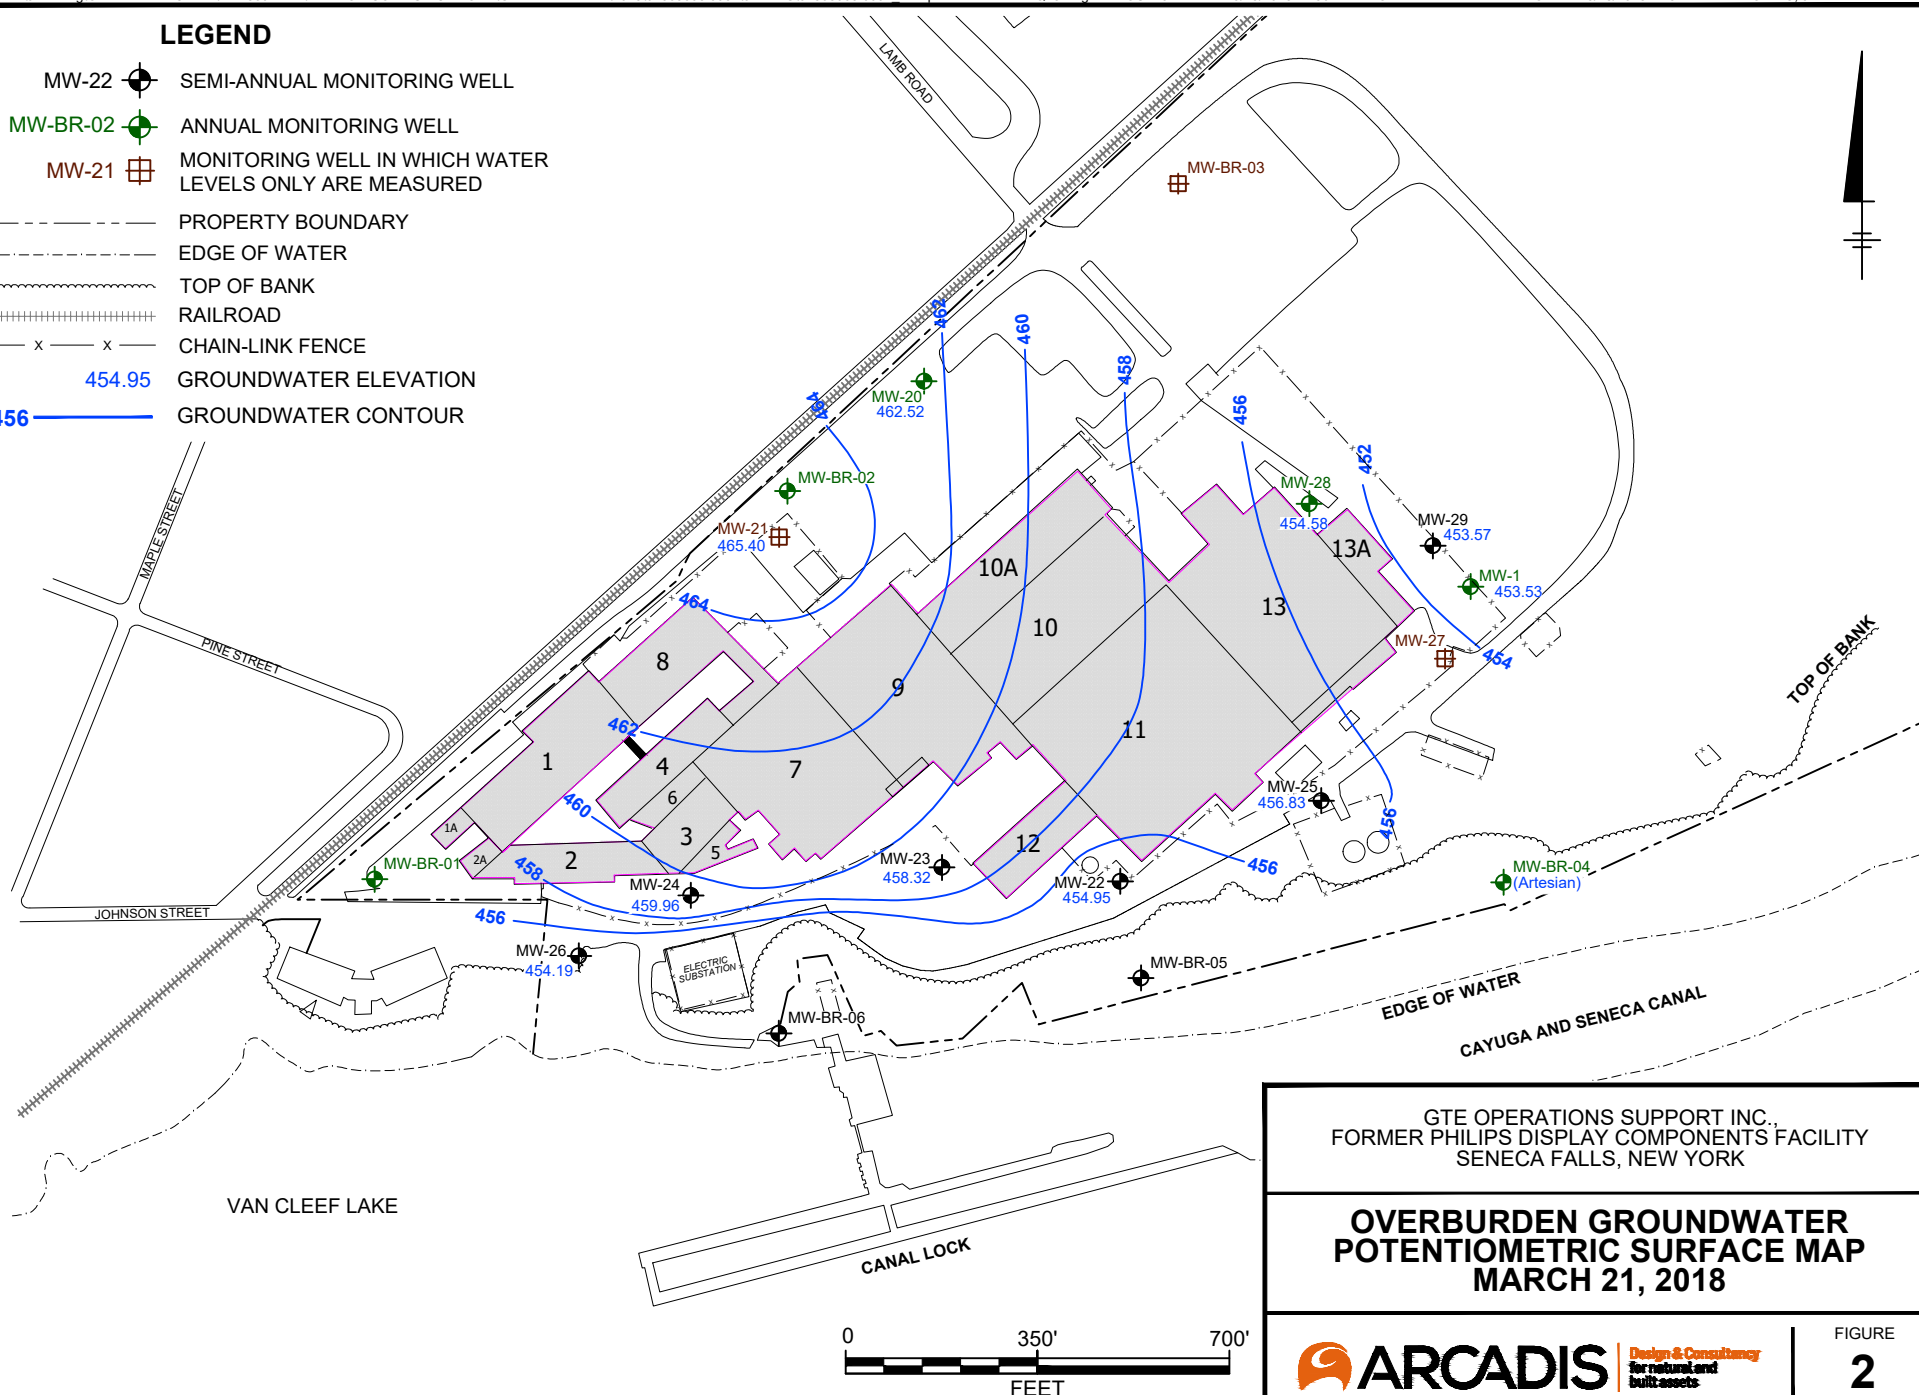 LEGEND
MW-22 SEMI-ANNUAL MONITORING WELL
MW-BR-02 ANNUAL MONITORING WELL
MW-21 MONITORING WELL IN WHICH WATER
LEVELS ONLY ARE MEASURED
PROPERTY BOUNDARY
EDGE OF WATER
TOP OF BANK
RAILROAD
x x CHAIN-LINK FENCE
454.95 GROUNDWATER ELEVATION
456 GROUNDWATER CONTOUR
LAMB ROAD
MW-BR-03
462
460
458
456
452
464
MW-20
462.52
MW-BR-02
MW-21
465.40
MW-28
454.58
MW-29
453.57
MW-1
453.53
MW-27
454
TOP OF BANK
MAPLE STREET
PINE STREET
JOHNSON STREET
464
462
460
458
456
10A
10
13A
13
8
9
11
1
4
7
6
3
5
1A
2A
2
12
MW-BR-01
MW-24
459.96
MW-23
458.32
MW-22
454.95
MW-25
456.83
456
456
MW-BR-04
(Artesian)
MW-26
454.19
ELECTRIC
SUBSTATION
MW-BR-05
MW-BR-06
EDGE OF WATER
CAYUGA AND SENECA CANAL
VAN CLEEF LAKE
CANAL LOCK
0 350' 700'
FEET
GTE OPERATIONS SUPPORT INC.,
FORMER PHILIPS DISPLAY COMPONENTS FACILITY
SENECA FALLS, NEW YORK
OVERBURDEN GROUNDWATER
POTENTIOMETRIC SURFACE MAP
MARCH 21, 2018
ARCADIS
Design & Consultancy
for natural and
built assets
FIGURE
2